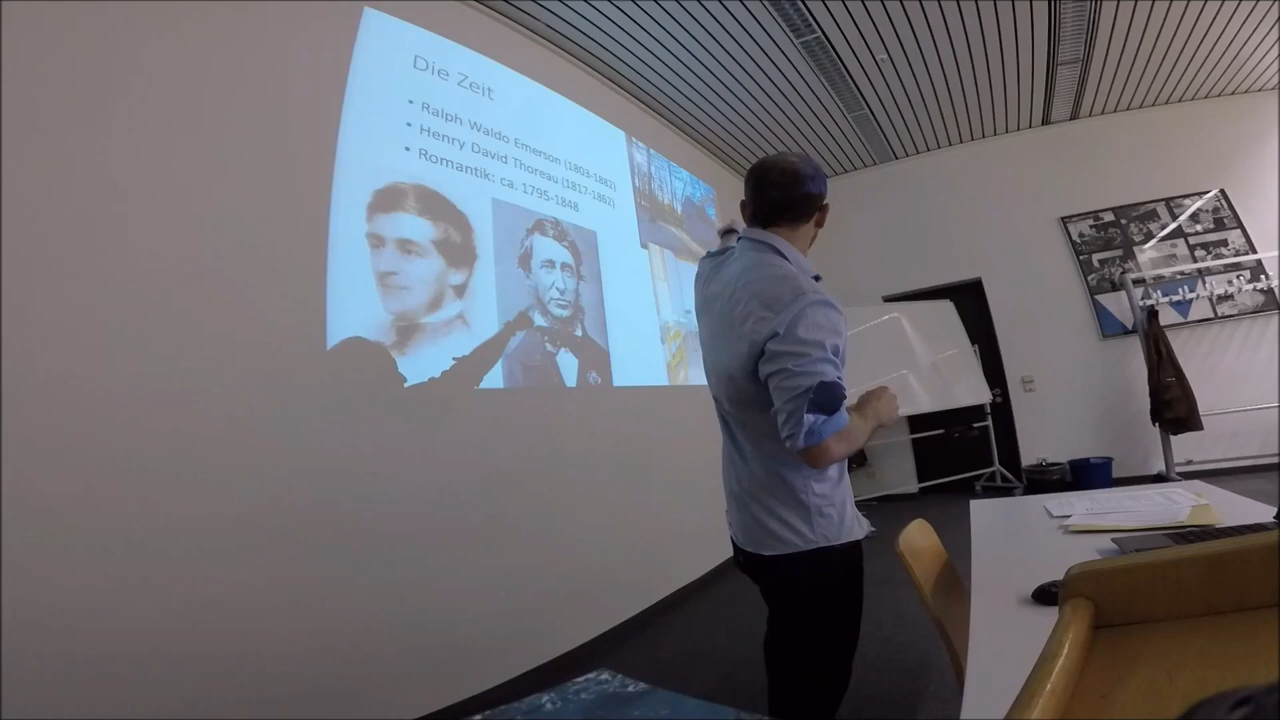 Die Zeit
• Ralph Waldo Emerson (1803-1882)
• Henry David Thoreau (1817-1862)
• Romantik: ca. 1795-1848